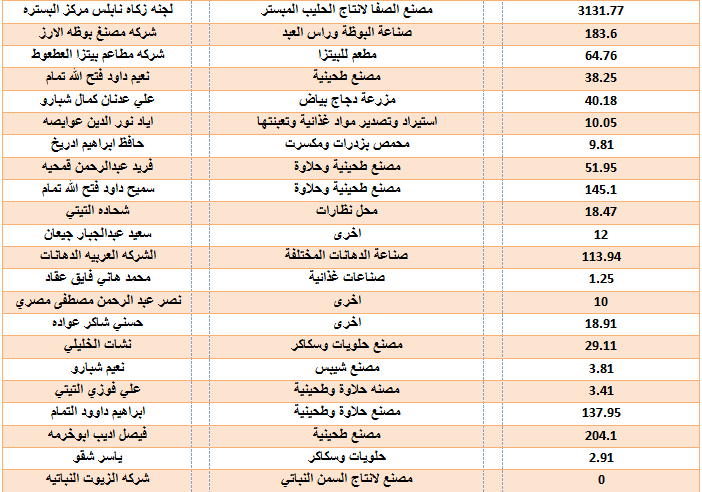 لجنه زكاه نابلس مركز البستره مصنع الصفا لانتاج الحليب المبستر 3131.77
شركه مصنغ بوظه الارز صناعة البوظة وراس العبد 183.6
شركه مطاعم بيتزا العطعوط مطعم للبيتزا 64.76
نعيم داود فتح الله تمام مصنع طحينية 38.25
علي عدنان كمال شبارو مزرعة دجاج بياض 40.18
اياد نور الدين عوايصه استيراد وتصدير مواد غذائية وتعبئتها 10.05
حافظ ابراهيم ادريخ محمص بزدرات ومكسرت 9.81
فريد عبدالرحمن قمحيه مصنع طحينية وحلاوة 51.95
سميح داود فتح الله تمام مصنع طحينية وحلاوة 145.1
شحاده التيتي محل نظارات 18.47
سعيد عبدالجبار جيعان اخرى 12
الشركه العربيه الدهانات صناعة الدهانات المختلفة 113.94
محمد هاني فايق عقاد صناعات غذائية 1.25
نصر عبد الرحمن مصطفى مصري اخرى 10
حسني شاكر عواده اخرى 18.91
نشات الخليلي مصنع حلويات وسكاكر 29.11
نعيم شبارو مصنع شيبس 3.81
علي فوزي التيتي مصنه حلاوة وطحينية 3.41
ابراهيم داوود التمام مصنع حلاوة وطحينية 137.95
فيصل اديب ابوخرمه مصنع طحينية 204.1
ياسر شقو حلويات وسكاكر 2.91
شركه الزيوت النباتيه مصنع لانتاج السمن النباتي 0